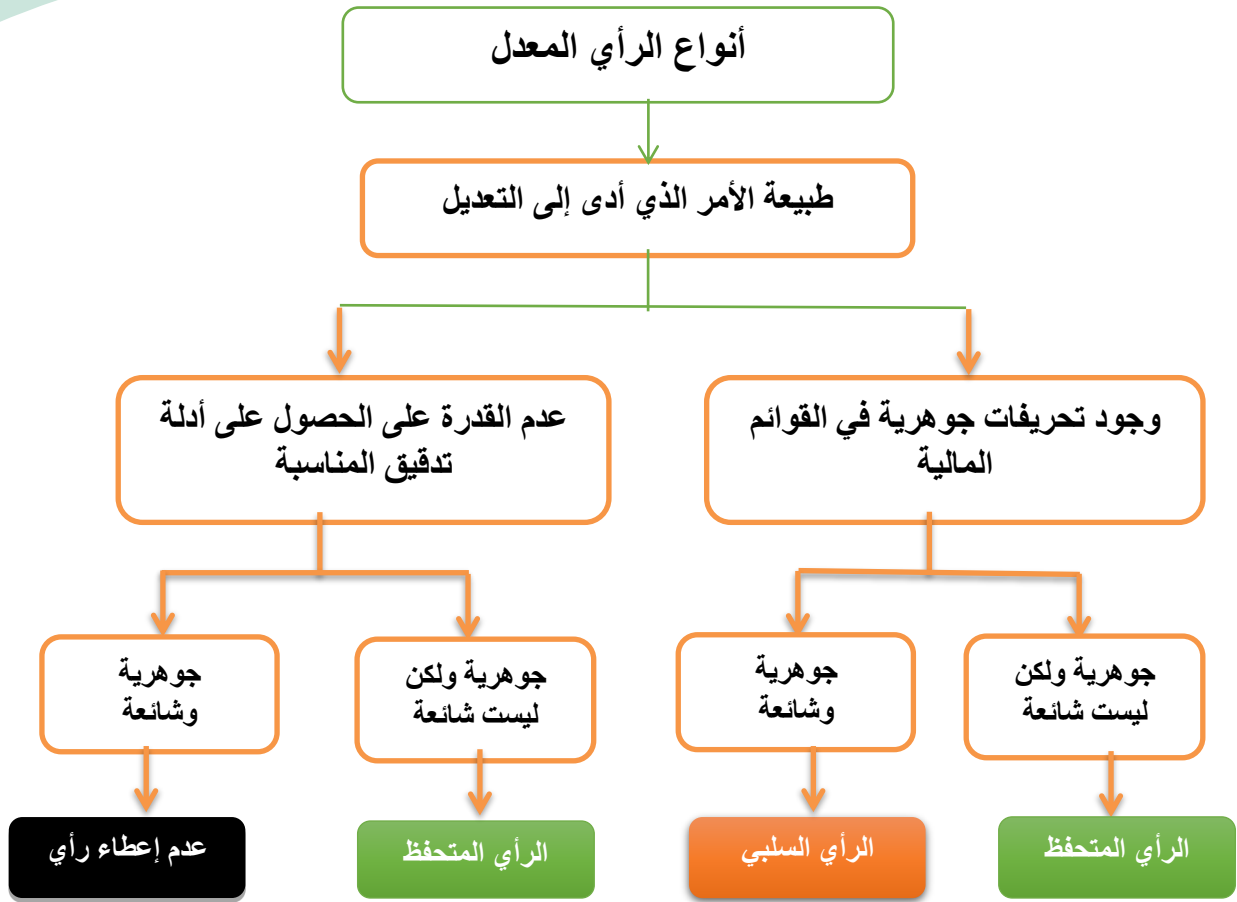 أنواع الرأي المعدل
طبيعة الأمر الذي أدى إلى التعديل
وجود تحريفات جوهرية في القوائم
المالية
عدم القدرة على الحصول على أدلة
تدقيق المناسبة
جوهرية ولكن
ليست شائعة
جوهرية
وشائعة
جوهرية ولكن
ليست شائعة
جوهرية
وشائعة
الرأي المتحفظ
الرأي السلبي
الرأي المتحفظ
عدم إعطاء رأي